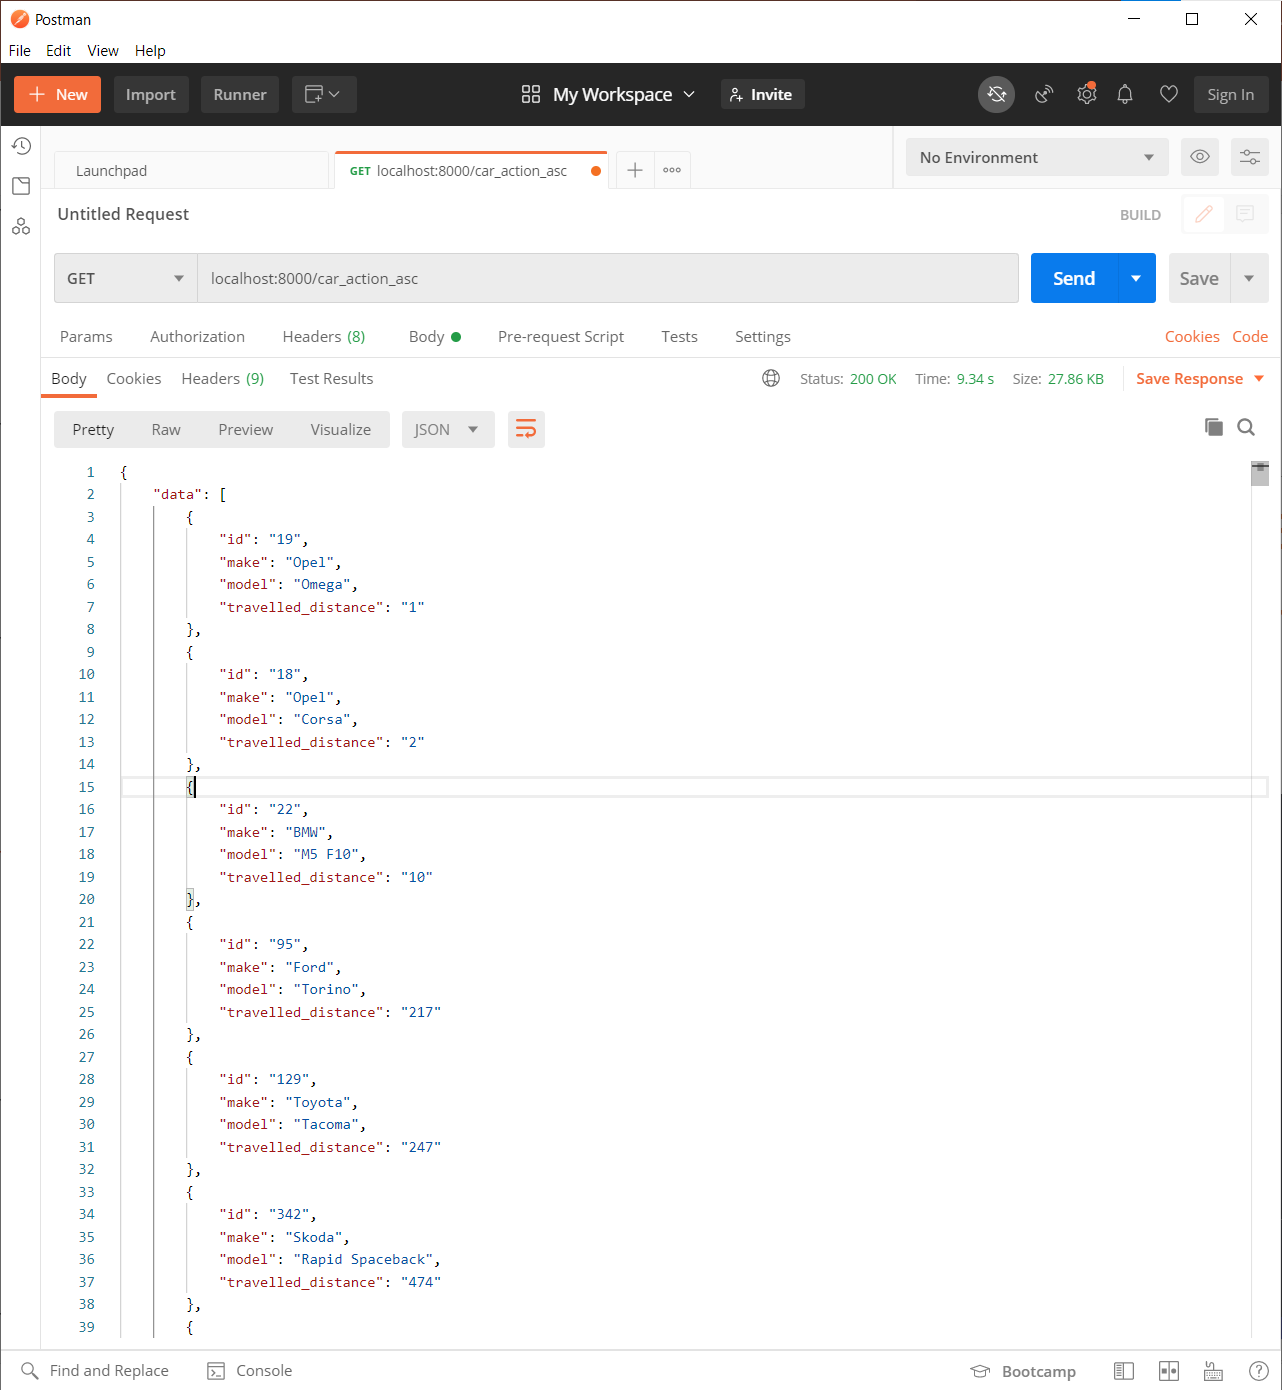 Postman
File Edit View Help
New Import Runner My Workspace Invite Sign In
Launchpad GET localhost:8000/car_action_asc No Environment
Untitled Request BUILD
GET localhost:8000/car_action_asc Send Save
Params Authorization Headers (8) Body Pre-request Script Tests Settings Cookies Code
Body Cookies Headers (9) Test Results Status: 200 OK Time: 9.34 s Size: 27.86 KB Save Response
Pretty Raw Preview Visualize JSON
1 {
2 "data": [
3 {
4 "id": "19",
5 "make": "Opel",
6 "model": "Omega",
7 "travelled_distance": "1"
8 },
9 {
10 "id": "18",
11 "make": "Opel",
12 "model": "Corsa",
13 "travelled_distance": "2"
14 },
15 {
16 "id": "22",
17 "make": "BMW",
18 "model": "M5 F10",
19 "travelled_distance": "10"
20 },
21 {
22 "id": "95",
23 "make": "Ford",
24 "model": "Torino",
25 "travelled_distance": "217"
26 },
27 {
28 "id": "129",
29 "make": "Toyota",
30 "model": "Tacoma",
31 "travelled_distance": "247"
32 },
33 {
34 "id": "342",
35 "make": "Skoda",
36 "model": "Rapid Spaceback",
37 "travelled_distance": "474"
38 },
39 {
Find and Replace Console Bootcamp